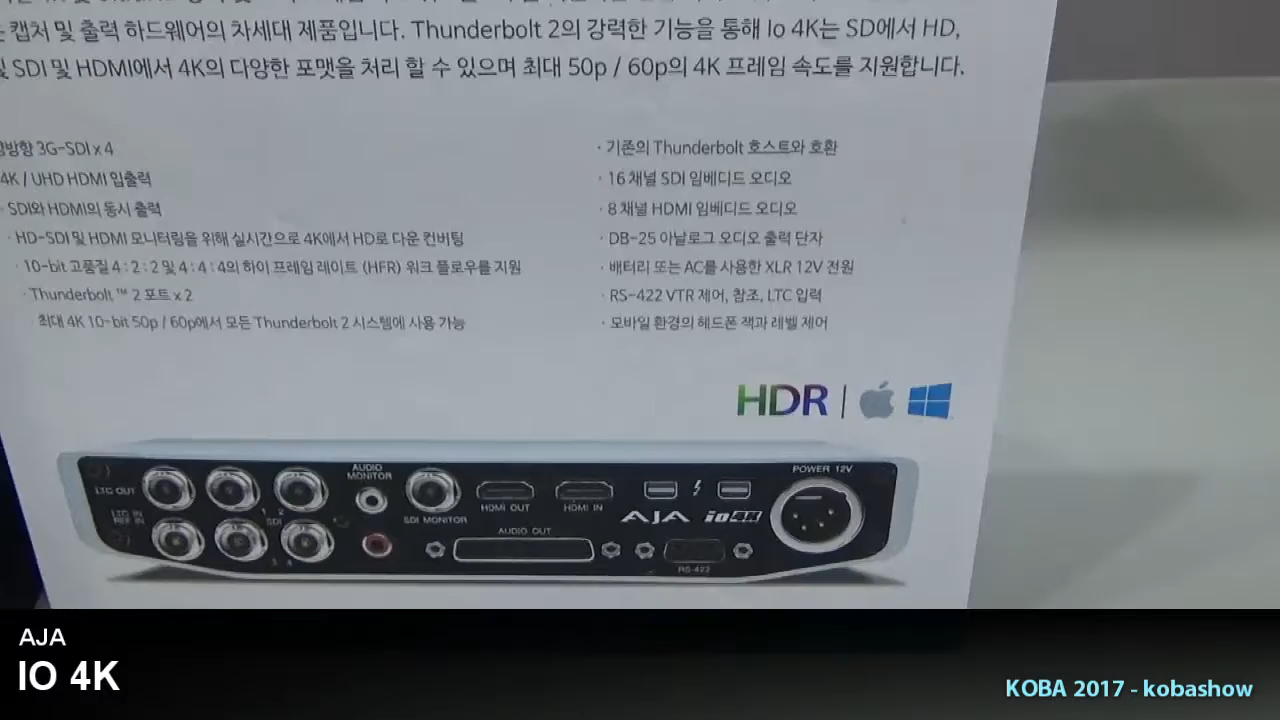 캡처 및 출력 하드웨어의 차세대 제품입니다. Thunderbolt 2의 강력한 기능을 통해 Io 4K는 SD에서 HD,
및 SDI 및 HDMI에서 4K의 다양한 포맷을 처리 할 수 있으며 최대 50p / 60p의 4K 프레임 속도를 지원합니다.
3G-SDI x 4
4K / UHD HDMI 입출력
· SDI와 HDMI의 동시 출력
· HD-SDI 및 HDMI 모니터링을 위해 실시간으로 4K에서 HD로 다운 컨버팅
· 10-bit 고품질 4 : 2 : 2 및 4 : 4 : 4의 하이 프레임 레이트 (HFR) 워크 플로우를 지원
· Thunderbolt ™ 2 포트 x 2
최대 4K 10-bit 50p / 60p에서 모든 Thunderbolt 2 시스템에 사용 가능
· 기존의 Thunderbolt 호스트와 호환
· 16 채널 SDI 임베디드 오디오
· 8 채널 HDMI 임베디드 오디오
· DB-25 아날로그 오디오 출력 단자
· 배터리 또는 AC를 사용한 XLR 12V 전원
· RS-422 VTR 제어, 참조, LTC 입력
· 모바일 환경의 헤드폰 잭과 레벨 제어
HDR
LTC OUT
LTC IN
REF IN
1 2
SDI
3 4
AUDIO
MONITOR
SDI MONITOR
HDMI OUT
HDMI IN
AUDIO OUT
AJA io4K
RS-422
POWER 12V
AJA
IO 4K
KOBA 2017 - kobashow